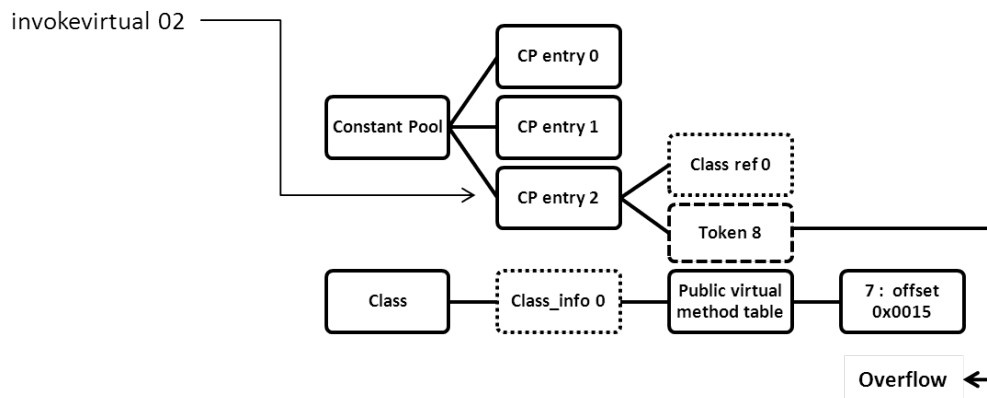 invokevirtual 02
CP entry 0
Constant Pool
CP entry 1
CP entry 2
Class ref 0
Token 8
Class
Class_info 0
Public virtual
method table
7 : offset
0x0015
Overflow